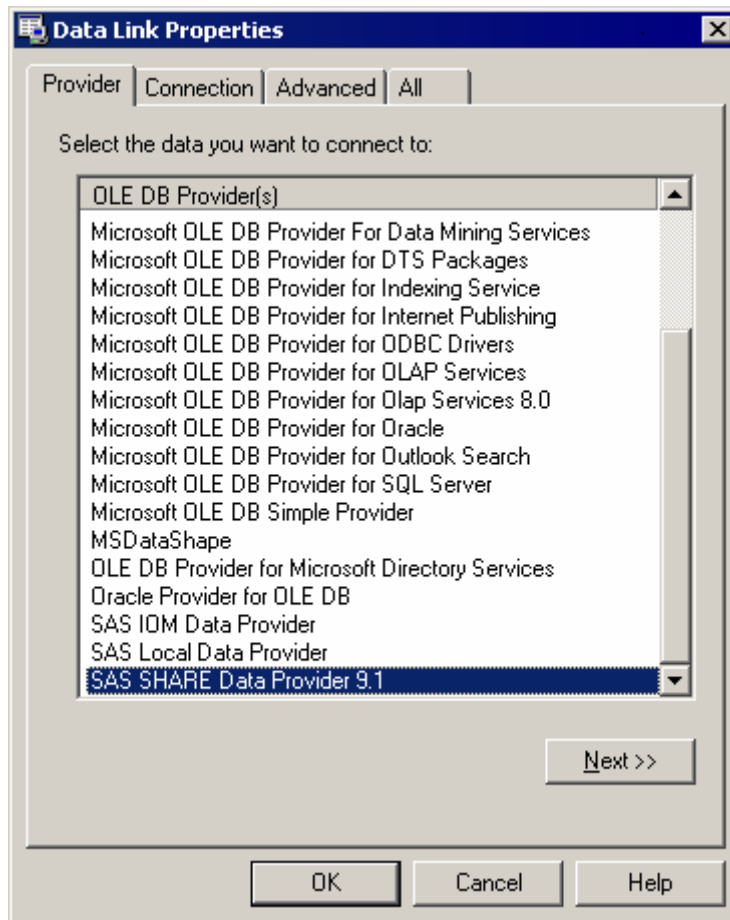 Data Link Properties
Provider Connection Advanced All
Select the data you want to connect to:
OLE DB Provider(s)
Microsoft OLE DB Provider For Data Mining Services
Microsoft OLE DB Provider for DTS Packages
Microsoft OLE DB Provider for Indexing Service
Microsoft OLE DB Provider for Internet Publishing
Microsoft OLE DB Provider for ODBC Drivers
Microsoft OLE DB Provider for OLAP Services
Microsoft OLE DB Provider for Olap Services 8.0
Microsoft OLE DB Provider for Oracle
Microsoft OLE DB Provider for Outlook Search
Microsoft OLE DB Provider for SQL Server
Microsoft OLE DB Simple Provider
MSDataShape
OLE DB Provider for Microsoft Directory Services
Oracle Provider for OLE DB
SAS IOM Data Provider
SAS Local Data Provider
SAS SHARE Data Provider 9.1
Next >>
OK Cancel Help